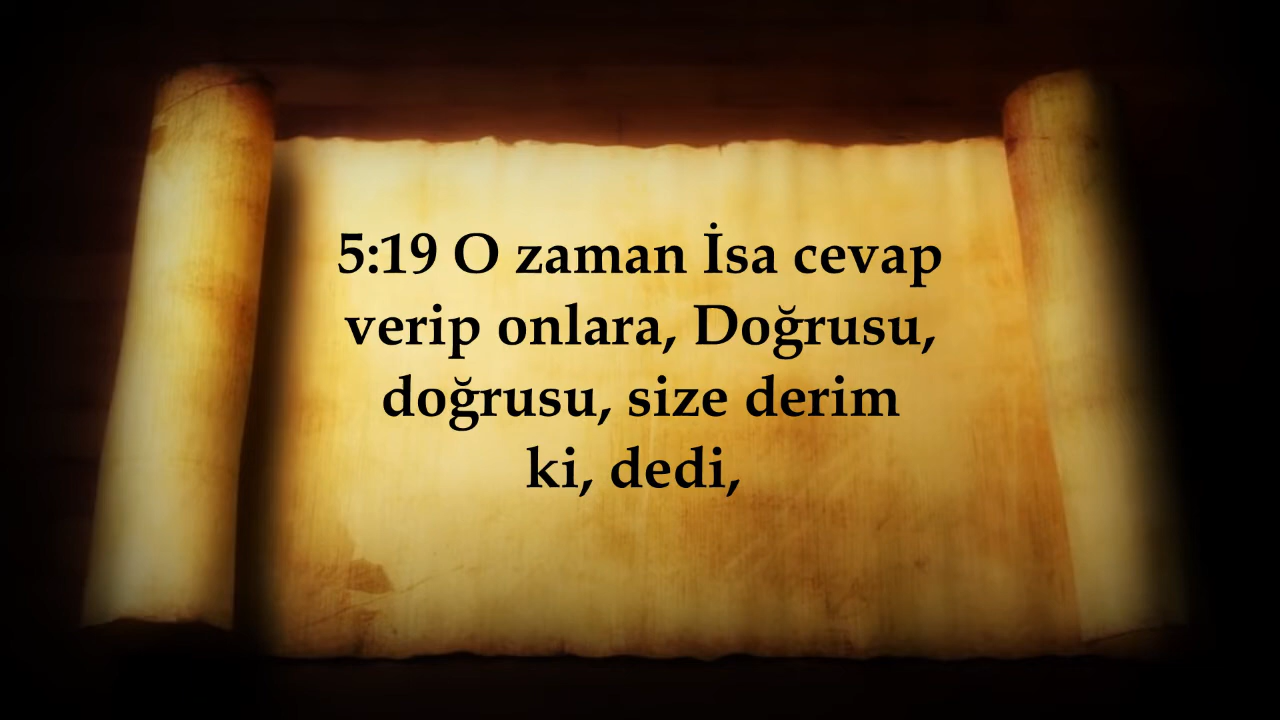 5:19 O zaman İsa cevap
verip onlara, Doğrusu,
doğrusu, size derim
ki, dedi,